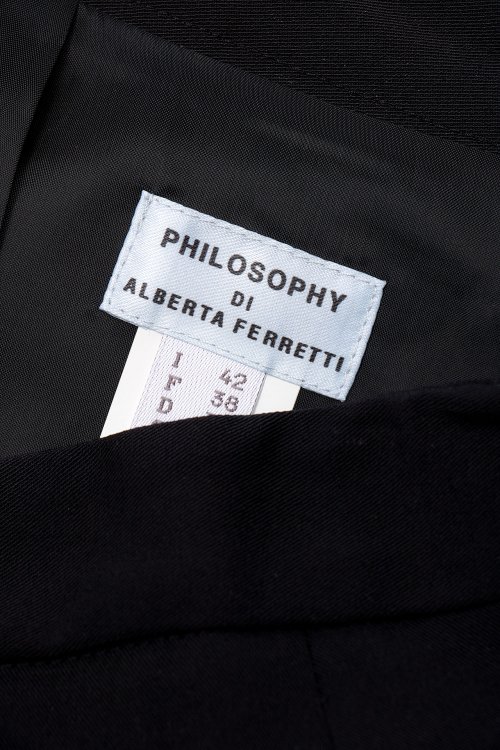 PHILOSOPHY
DI
ALBERTA FERRETTI
I 42
F 38
D